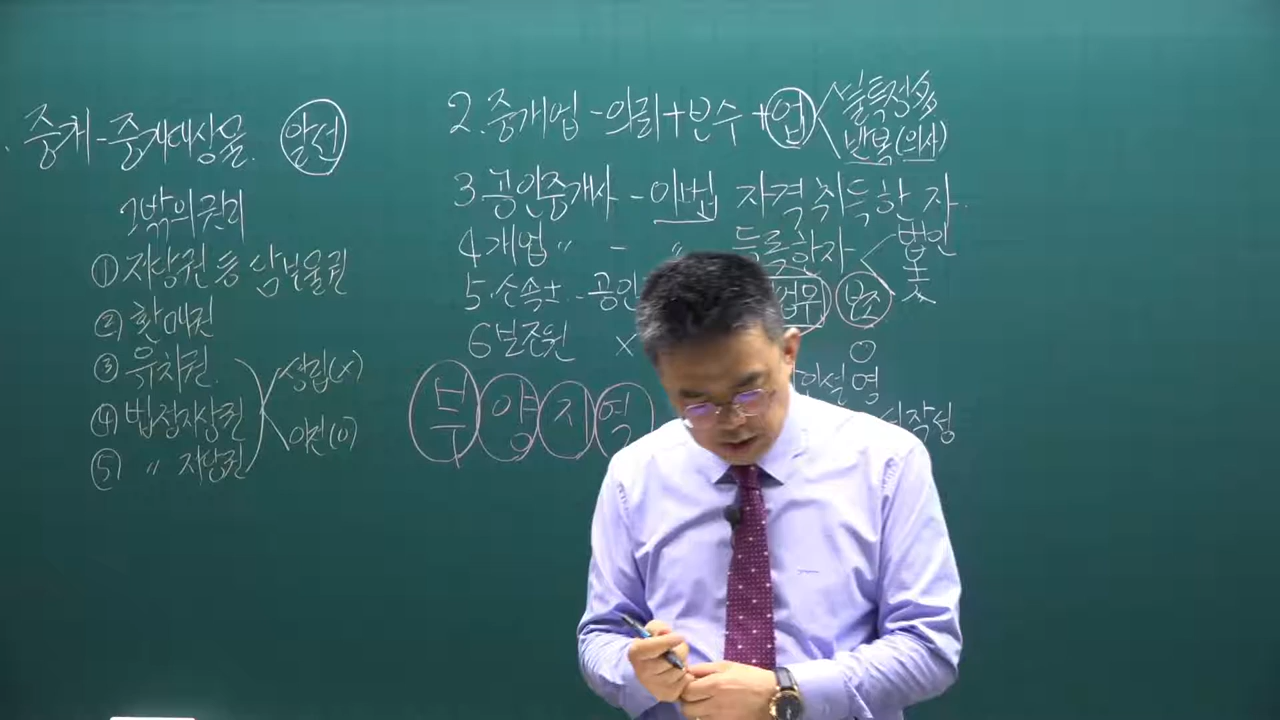 중개-중개대상물. 알선
그밖의권리
① 저당권 등 담보물권
② 환매권
③ 유치권.
④ 법정지상권
⑤ 〃 저당권
성립(x)
이전(O)
2. 중개업 -의뢰+보수+업
불특정多
반복(의사)
3 공인중개사 - 이법 자격취득한 자.
4 개업 〃 - 〃 등록한자
법인
5. 소속 공인 업무 보조
6 보조원 x O
부 양 지 역